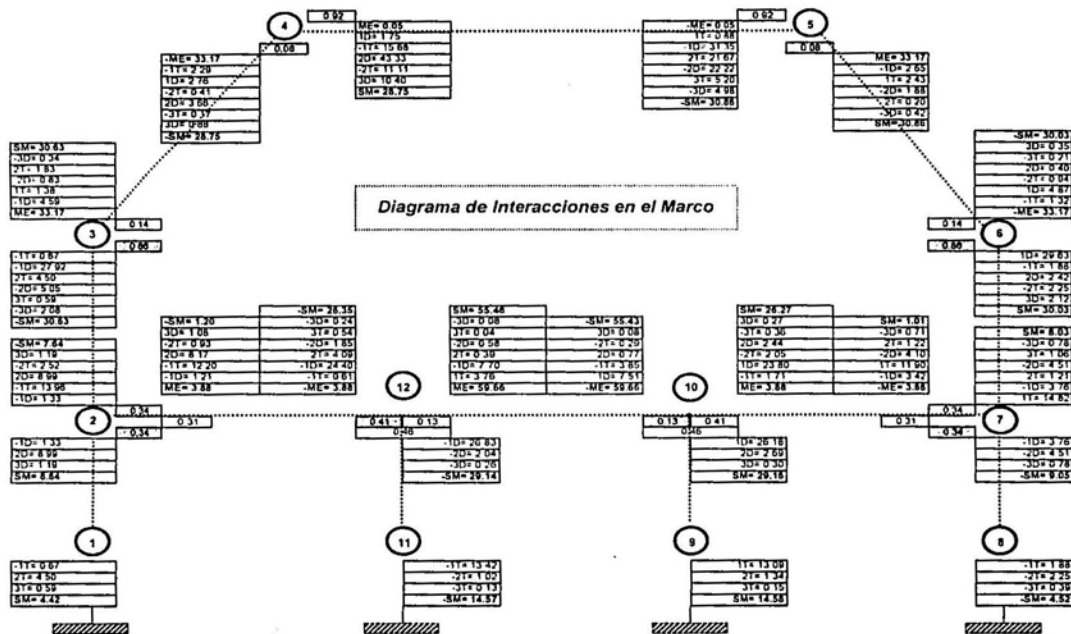 4
0.92
0.08
-ME= 33.17
-1T= 2.29
1D= 2.76
-2T= 0.41
2D= 3.68
-3T= 0.37
3D= 0.88
-SM= 28.75
ME= 0.05
1D= 1.75
-1T= 15.68
2D= 43.33
-2T= 11.11
3D= 10.40
SM= 28.75
-ME= 0.05
1T= 0.88
-1D= 31.35
2T= 21.67
-2D= 22.22
3T= 5.20
-3D= 4.98
-SM= 30.86
0.92
5
0.08
ME= 33.17
-1D= 2.65
1T= 2.43
-2D= 1.88
2T= 0.20
-3D= 0.42
SM= 30.86
SM= 30.63
-3D= 0.34
2T= 1.83
-2D= 0.83
1T= 1.38
-1D= 4.59
ME= 33.17
0.14
3
-SM= 30.03
3D= 0.35
-3T= 0.21
2D= 0.40
-2T= 0.94
1D= 4.87
-1T= 1.32
-ME= 33.17
0.14
6
Diagrama de Interacciones en el Marco
-1T= 0.67
-1D= 27.92
2T= 4.50
-2D= 5.05
3T= 0.59
-3D= 2.08
-SM= 30.63
1D= 29.63
-1T= 1.88
2D= 2.42
-2T= 2.25
3D= 2.12
SM= 30.03
-SM= 7.64
3D= 1.19
-2T= 2.52
2D= 8.99
-1T= 13.96
-1D= 1.33
0.34
2
0.31
0.34
-SM= 1.20
3D= 1.08
-2T= 0.93
2D= 8.17
-1T= 12.20
-1D= 1.21
ME= 3.88
-SM= 28.35
-3D= 0.24
3T= 0.54
-2D= 1.85
2T= 4.09
-1D= 24.40
-1T= 0.61
-ME= 3.88
12
0.41
0.13
0.46
SM= 55.46
-3D= 0.08
3T= 0.04
-2D= 0.58
2T= 0.39
-1D= 7.70
1T= 3.76
ME= 59.66
-SM= 55.43
3D= 0.08
-2T= 0.29
2D= 0.77
-1T= 3.85
1D= 7.51
-ME= 59.66
10
0.13
0.41
0.46
SM= 26.27
3D= 0.27
-3T= 0.36
2D= 2.44
-2T= 2.05
1D= 23.80
-1T= 1.71
ME= 3.88
SM= 1.01
-3D= 0.71
2T= 1.22
-2D= 4.10
1T= 11.90
-1D= 3.42
-ME= 3.88
SM= 8.03
-3D= 0.78
3T= 1.06
-2D= 4.51
2T= 1.21
-1D= 3.76
1T= 14.82
0.34
0.31
7
0.34
-1D= 1.33
2D= 8.99
3D= 1.19
SM= 8.84
-1D= 26.83
-2D= 2.04
-3D= 0.26
-SM= 29.14
1D= 26.18
2D= 2.69
3D= 0.30
SM= 29.16
-1D= 3.76
-2D= 4.51
-3D= 0.78
-SM= 9.05
1
11
9
8
-1T= 0.67
2T= 4.50
3T= 0.59
SM= 4.42
-1T= 13.42
-2T= 1.02
-3T= 0.13
-SM= 14.57
1T= 13.09
2T= 1.34
3T= 0.15
SM= 14.58
-1T= 1.88
-2T= 2.25
-3T= 0.39
-SM= 4.52